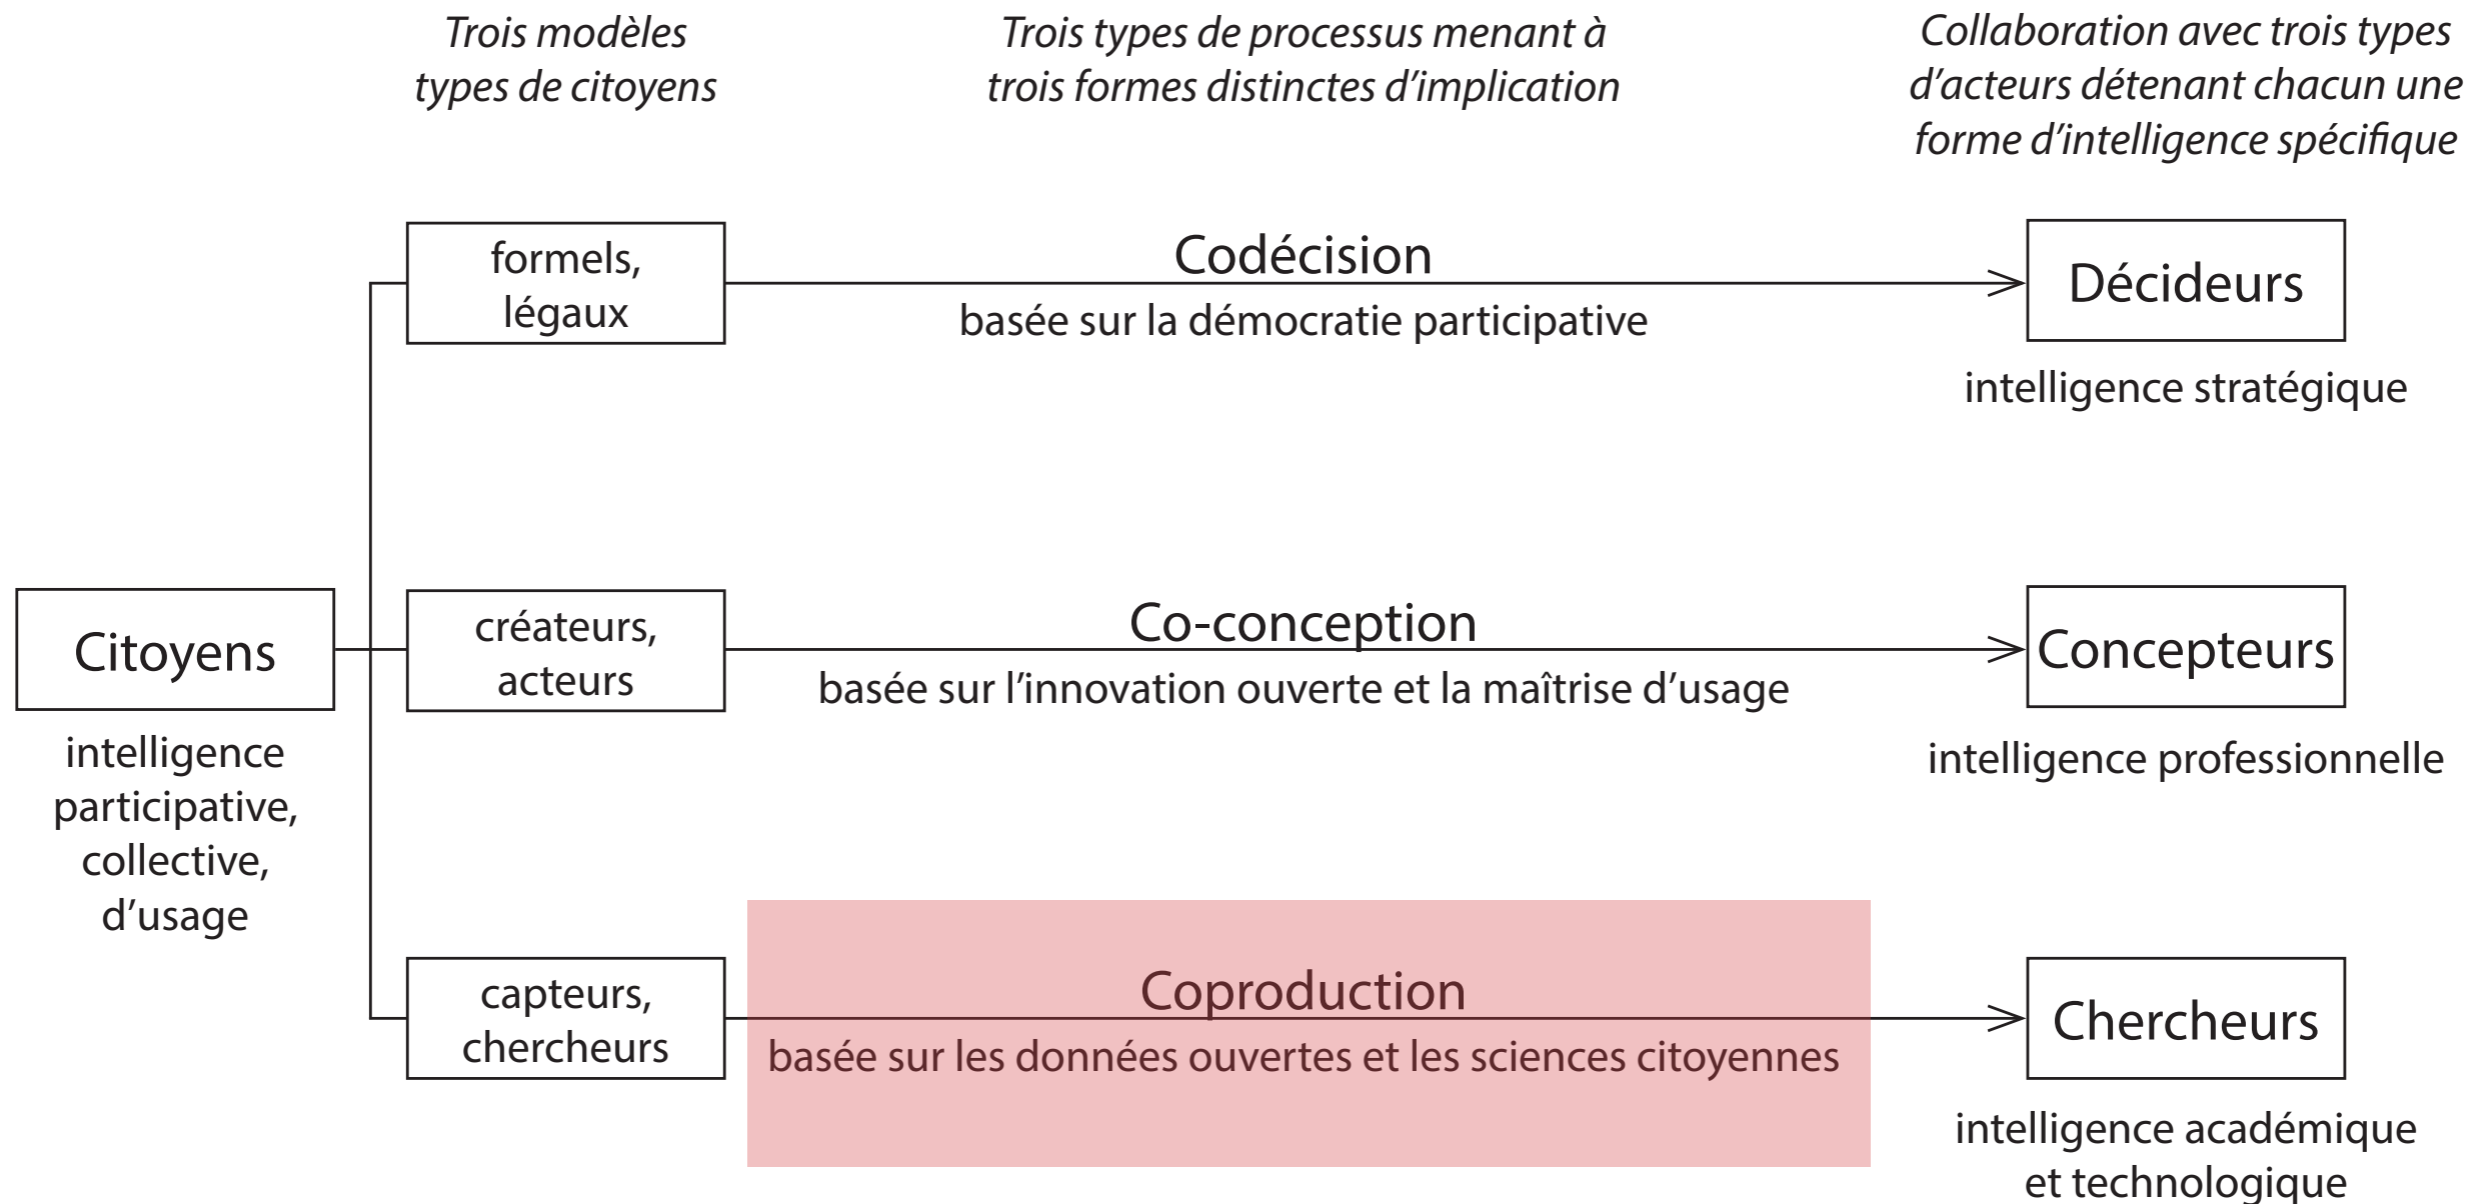 Trois modèles
types de citoyens
Trois types de processus menant à
trois formes distinctes d’implication
Collaboration avec trois types
d’acteurs détenant chacun une
forme d’intelligence spécifique
formels,
légaux
Codécision
basée sur la démocratie participative
Décideurs
intelligence stratégique
Citoyens
intelligence
participative,
collective,
d’usage
créateurs,
acteurs
Co-conception
basée sur l’innovation ouverte et la maîtrise d’usage
Concepteurs
intelligence professionnelle
capteurs,
chercheurs
Coproduction
basée sur les données ouvertes et les sciences citoyennes
Chercheurs
intelligence académique
et technologique